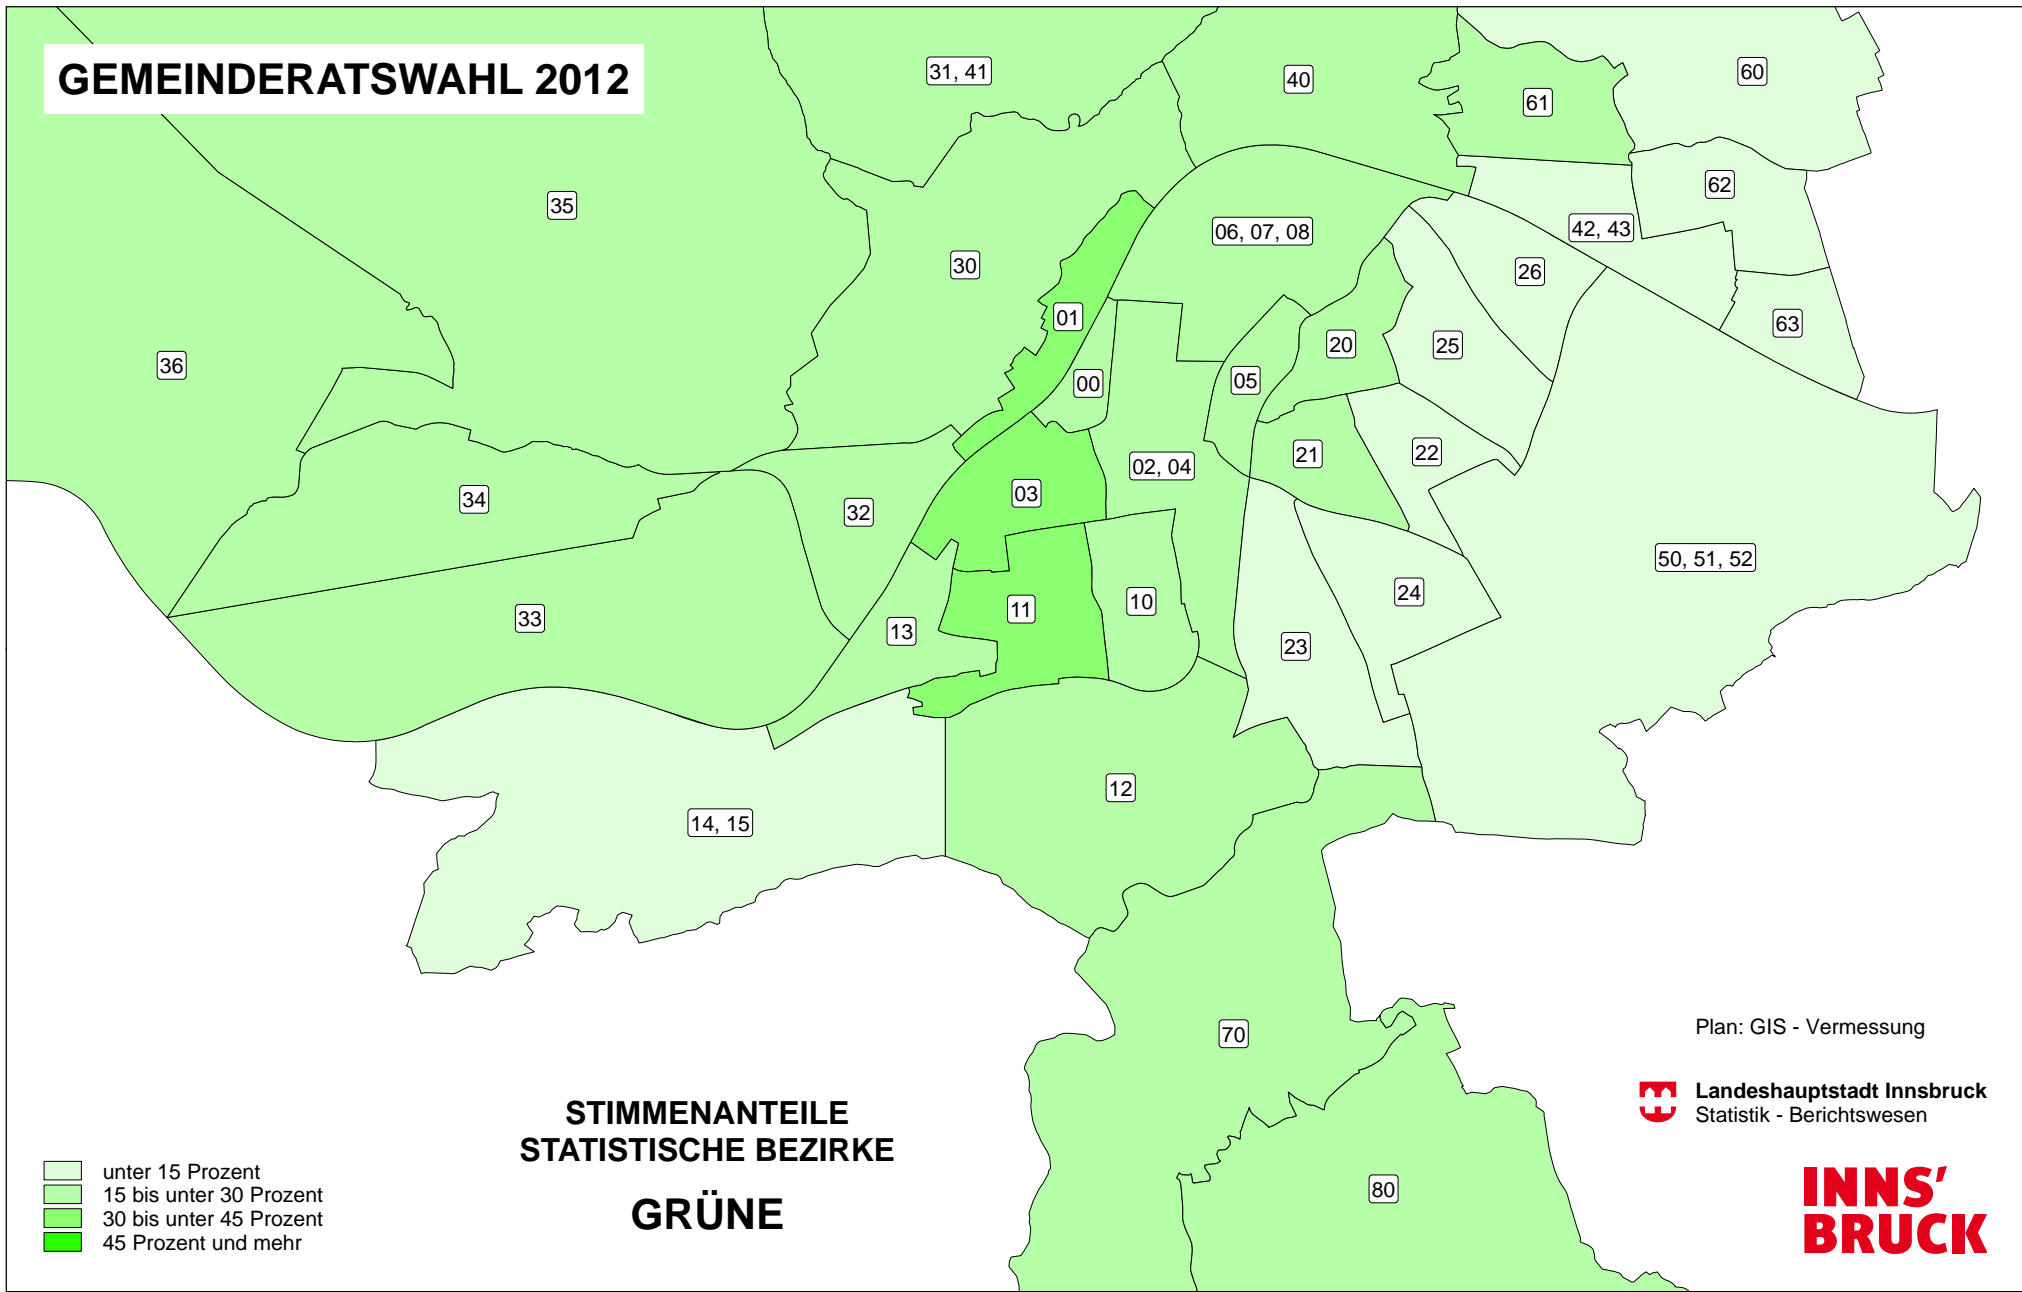 GEMEINDERATSWAHL 2012
31, 41
40
60
61
62
35
42, 43
06, 07, 08
30
26
01
63
20
25
36
05
00
22
21
02, 04
03
34
32
50, 51, 52
24
10
11
33
13
23
12
14, 15
70
80
Plan: GIS - Vermessung
Landeshauptstadt Innsbruck
Statistik - Berichtswesen
STIMMENANTEILE
STATISTISCHE BEZIRKE
GRÜNE
unter 15 Prozent
15 bis unter 30 Prozent
30 bis unter 45 Prozent
45 Prozent und mehr
INNS'
BRUCK